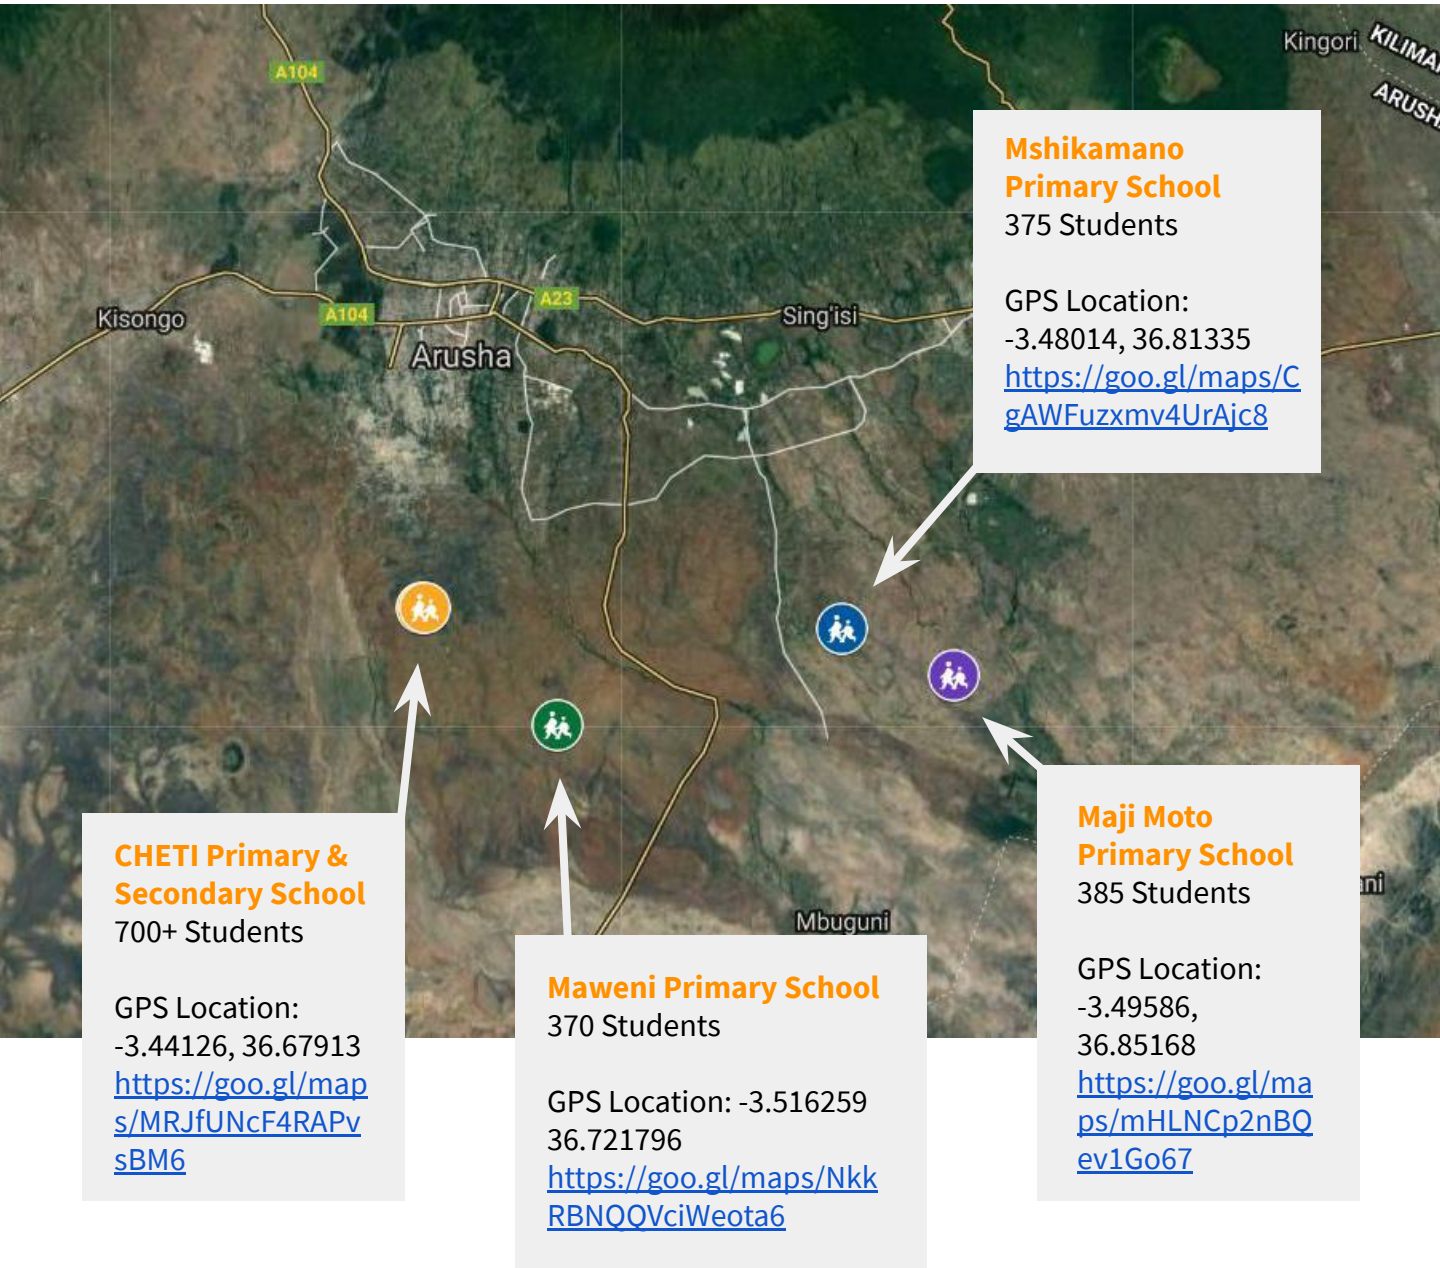 Kingori
KILIMA
ARUSH
A104
Mshikamano
Primary School
375 Students
GPS Location:
-3.48014, 36.81335
https://goo.gl/maps/C
gAWFuzxmv4UrAjc8
Kisongo
A104
A23
Sing'isi
Arusha
CHETI Primary &
Secondary School
700+ Students
GPS Location:
-3.44126, 36.67913
https://goo.gl/map
s/MRJfUNcF4RAPv
sBM6
Mbuguni
Maweni Primary School
370 Students
GPS Location: -3.516259
36.721796
https://goo.gl/maps/Nkk
RBNQQVciWeota6
Maji Moto
Primary School
385 Students
GPS Location:
-3.49586,
36.85168
https://goo.gl/ma
ps/mHLNCp2nBQ
ev1Go67
ni